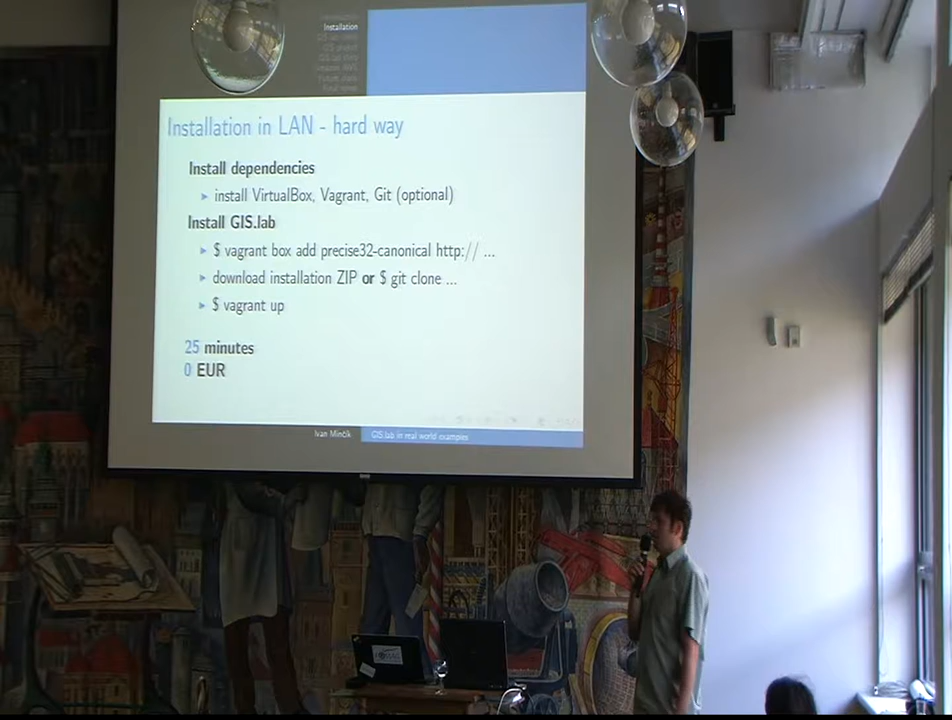 Installation
Installation in LAN - hard way
Install dependencies
install VirtualBox, Vagrant, Git (optional)
Install GIS.lab
$ vagrant box add precise32-canonical http:// ...
download installation ZIP or $ git clone ...
$ vagrant up
25 minutes
0 EUR
Ivan Minčík
GIS.lab in real world examples